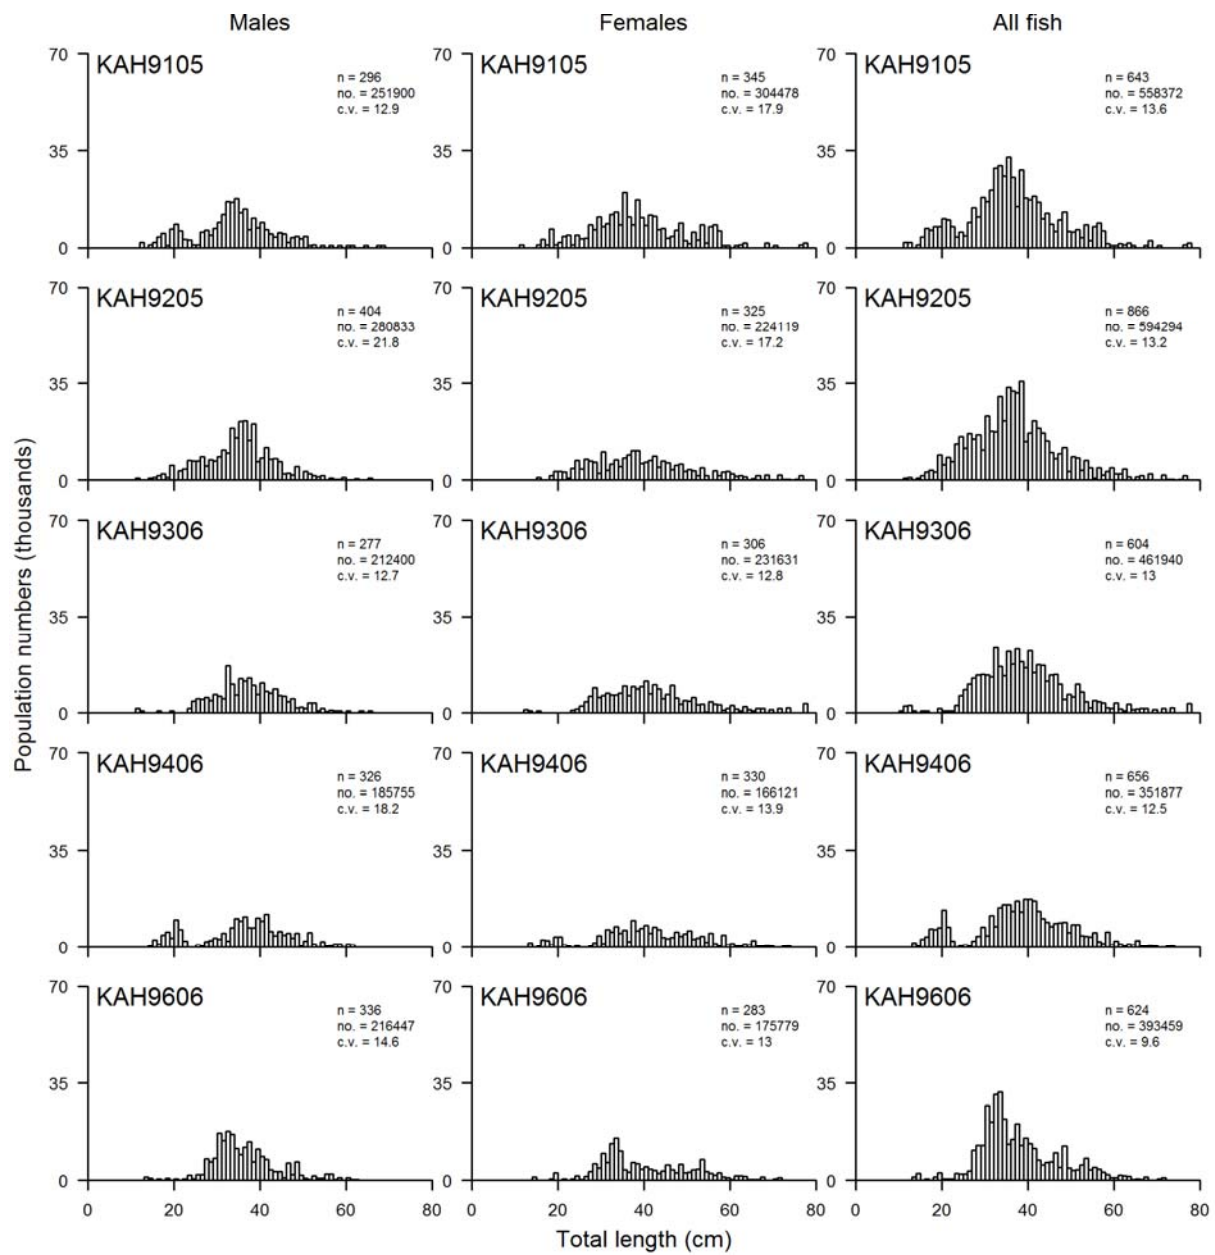 Males Females All fish
70 KAH9105 n = 296 no. = 251900 c.v. = 12.9 35 0
70 KAH9105 n = 345 no. = 304478 c.v. = 17.9 35 0
70 KAH9105 n = 643 no. = 558372 c.v. = 13.6 35 0
70 KAH9205 n = 404 no. = 280833 c.v. = 21.8 35 0
70 KAH9205 n = 325 no. = 224119 c.v. = 17.2 35 0
70 KAH9205 n = 866 no. = 594294 c.v. = 13.2 35 0
Population numbers (thousands)
70 KAH9306 n = 277 no. = 212400 c.v. = 12.7 35 0
70 KAH9306 n = 306 no. = 231631 c.v. = 12.8 35 0
70 KAH9306 n = 604 no. = 461940 c.v. = 13 35 0
70 KAH9406 n = 326 no. = 185755 c.v. = 18.2 35 0
70 KAH9406 n = 330 no. = 166121 c.v. = 13.9 35 0
70 KAH9406 n = 656 no. = 351877 c.v. = 12.5 35 0
70 KAH9606 n = 336 no. = 216447 c.v. = 14.6 35 0
70 KAH9606 n = 283 no. = 175779 c.v. = 13 35 0
70 KAH9606 n = 624 no. = 393459 c.v. = 9.6 35 0
0 20 40 60 80 0 20 40 60 80 0 20 40 60 80
Total length (cm)